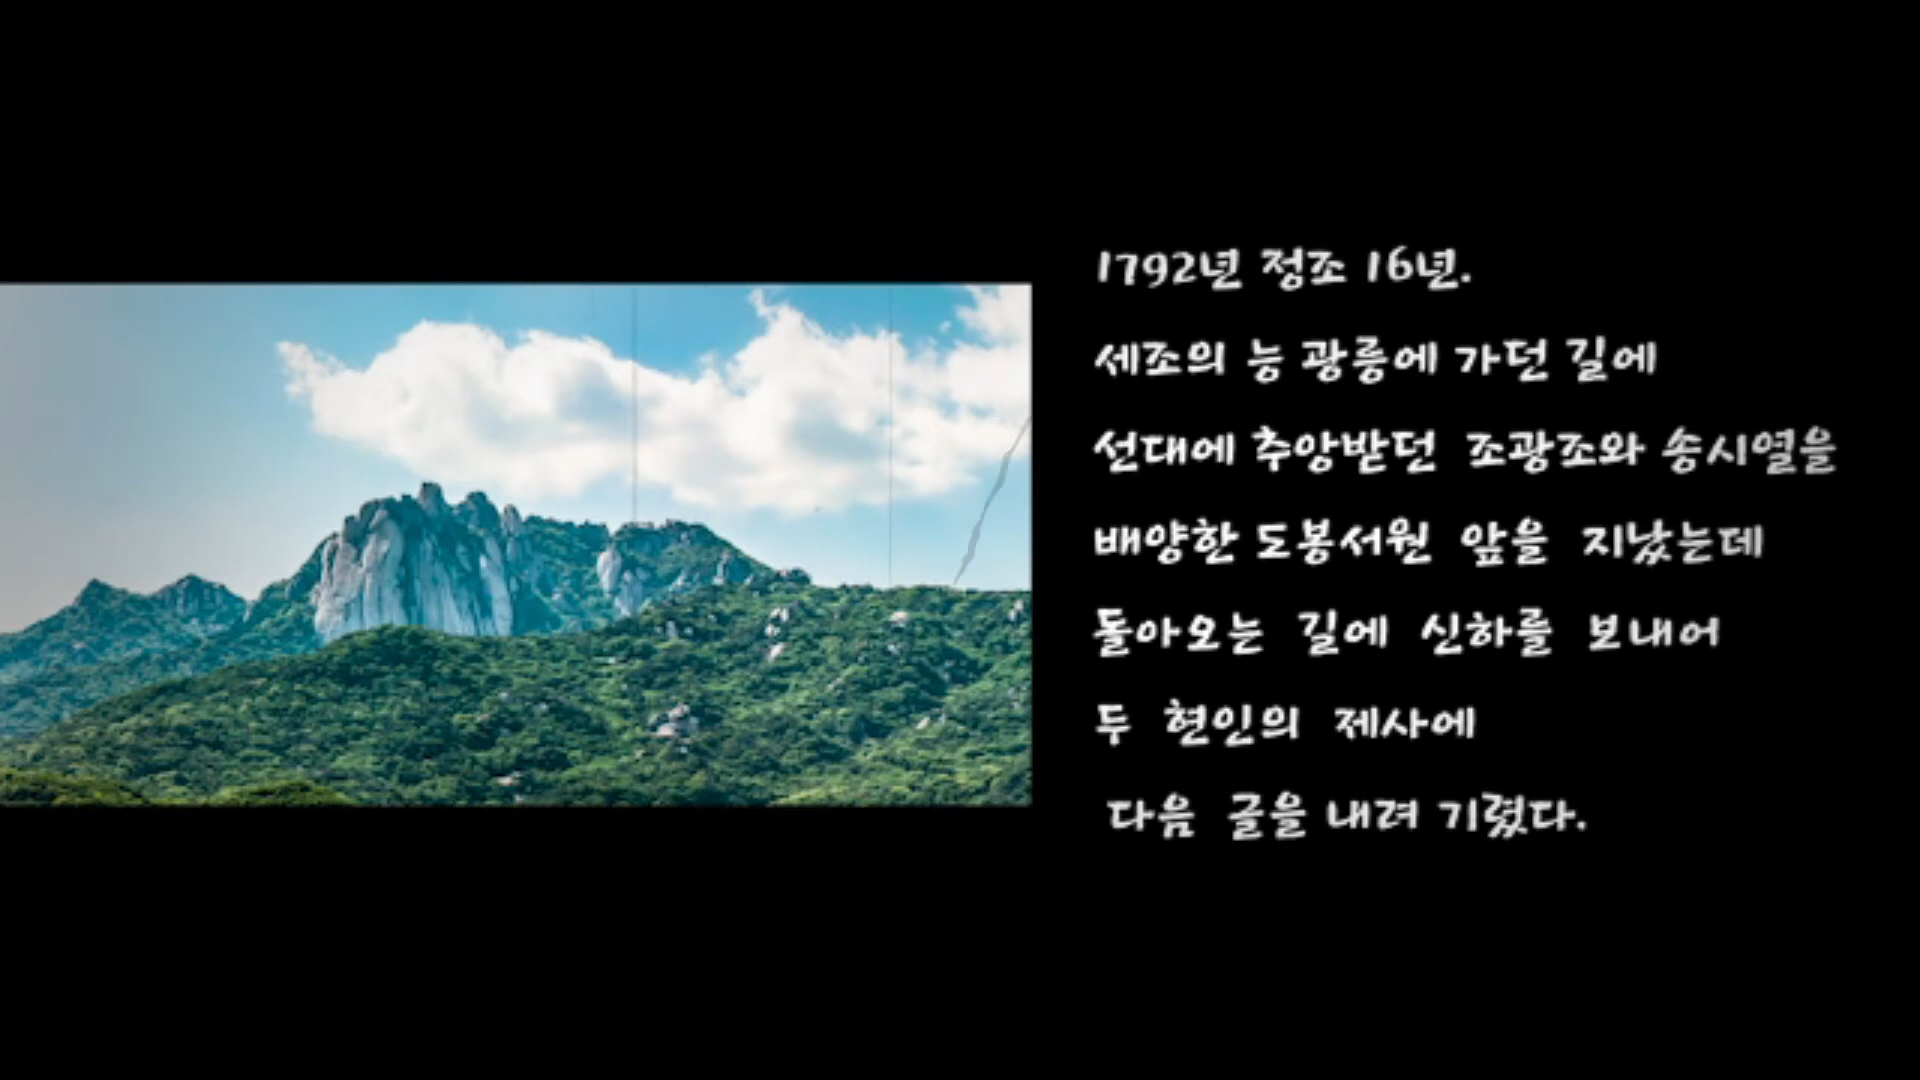 1792년 정조 16년.
세조의 능 광릉에 가던 길에
선대에 추앙받던 조광조와 송시열을
배양한 도봉서원 앞을 지났는데
돌아오는 길에 신하를 보내어
두 현인의 제사에
다음 글을 내려 기렸다.